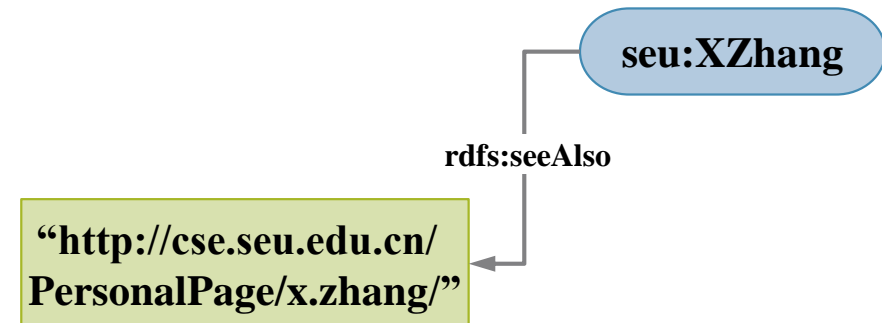 seu:XZhang
rdfs:seeAlso
“http://cse.seu.edu.cn/
PersonalPage/x.zhang/”